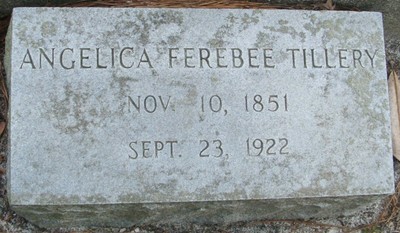 ANGELICA FEREBEE TILLERY
NOV. 10, 1851
SEPT. 23, 1922